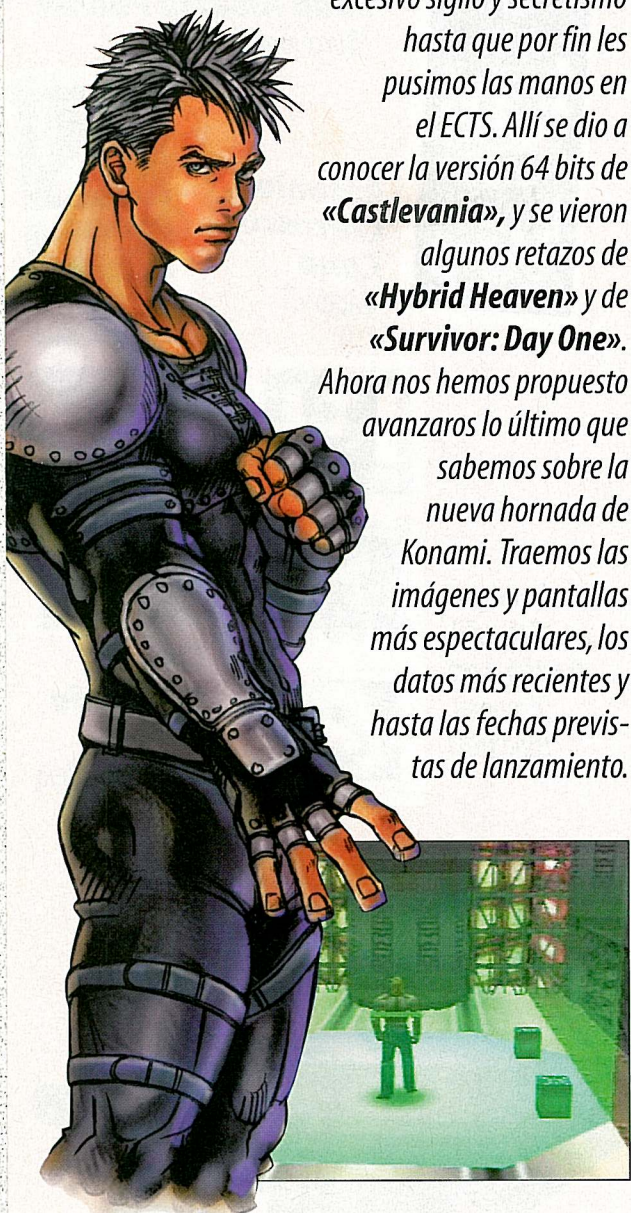 excesivo sigilo y secretismo
hasta que por fin les
pusimos las manos en
el ECTS. Allí se dio a
conocer la versión 64 bits de
«Castlevania», y se vieron
algunos retazos de
«Hybrid Heaven» y de
«Survivor: Day One».
Ahora nos hemos propuesto
avanzaros lo último que
sabemos sobre la
nueva hornada de
Konami. Traemos las
imágenes y pantallas
más espectaculares, los
datos más recientes y
hasta las fechas previs-
tas de lanzamiento.